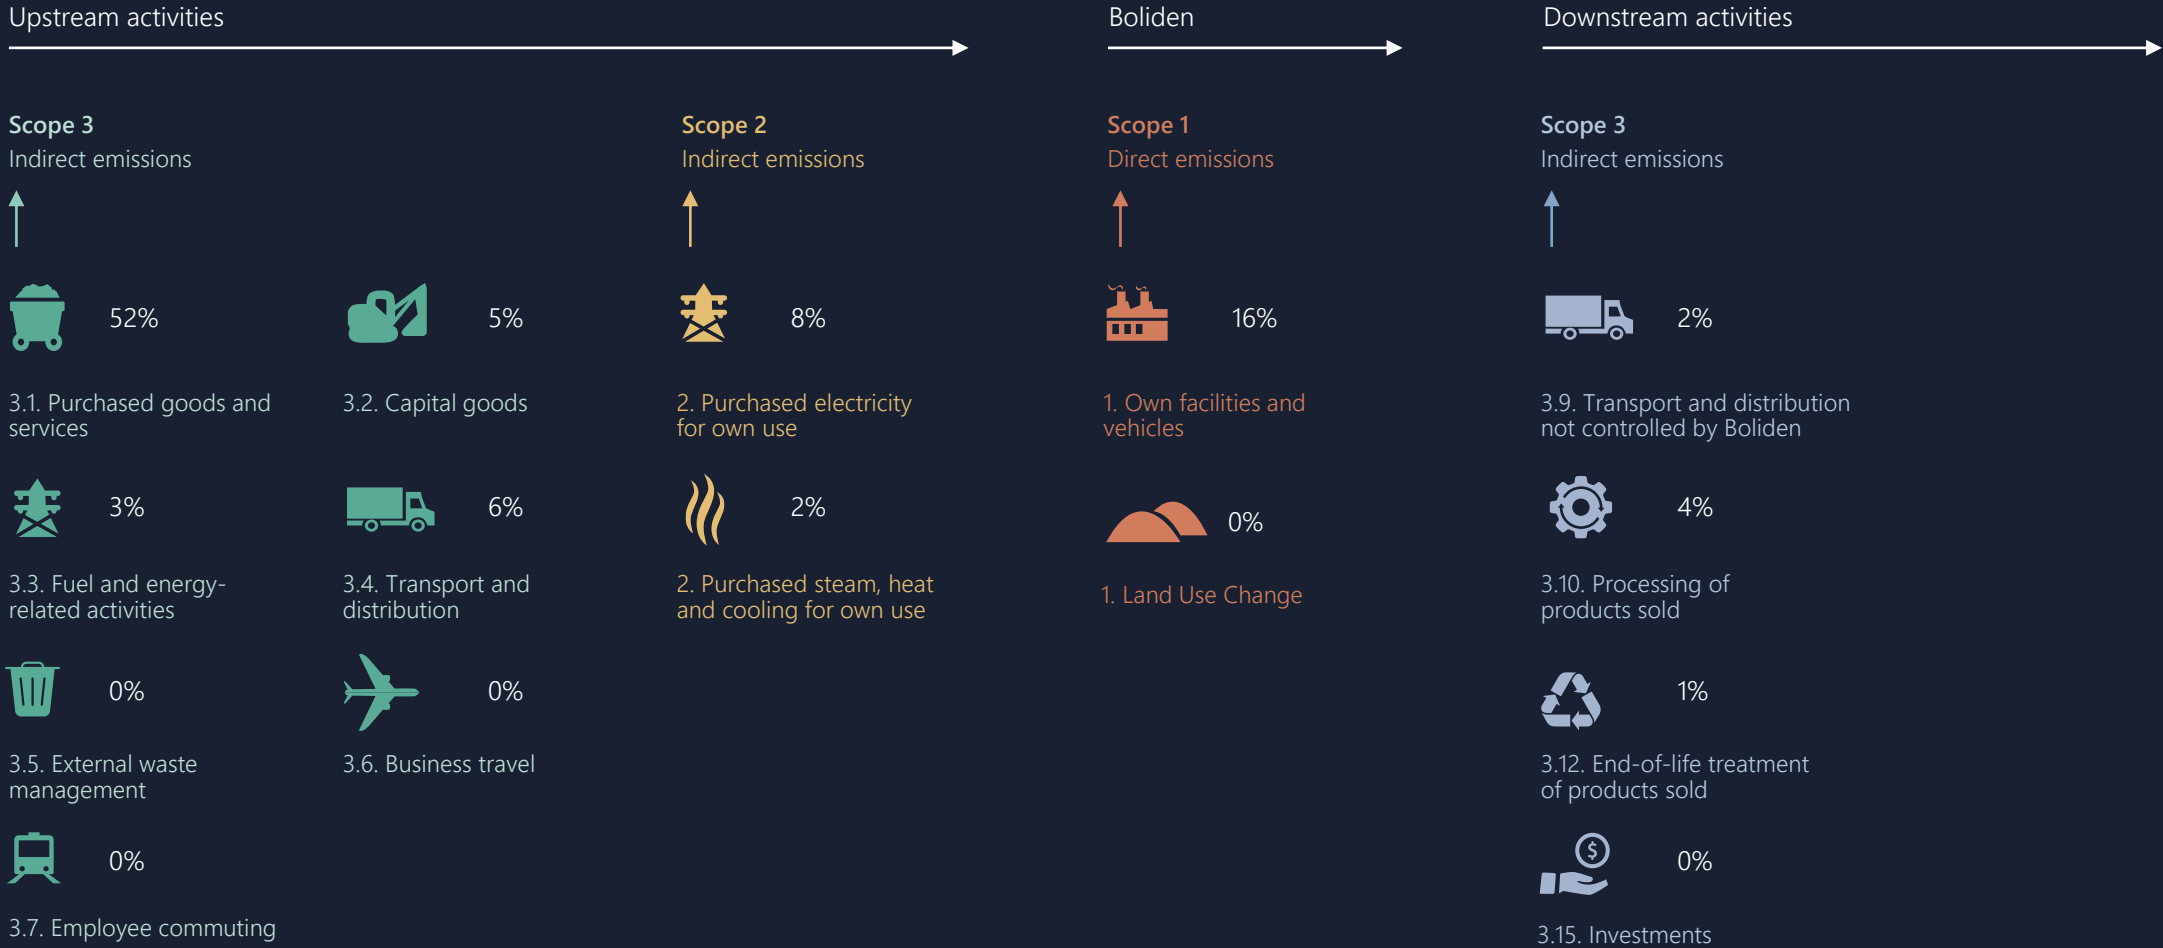 Upstream activities
Boliden
Downstream activities
Scope 3
Indirect emissions
52%
3.1. Purchased goods and
services
5%
3.2. Capital goods
3%
3.3. Fuel and energy-
related activities
6%
3.4. Transport and
distribution
0%
3.5. External waste
management
0%
3.6. Business travel
0%
3.7. Employee commuting
Scope 2
Indirect emissions
8%
2. Purchased electricity
for own use
2%
2. Purchased steam, heat
and cooling for own use
Scope 1
Direct emissions
16%
1. Own facilities and
vehicles
0%
1. Land Use Change
Scope 3
Indirect emissions
2%
3.9. Transport and distribution
not controlled by Boliden
4%
3.10. Processing of
products sold
1%
3.12. End-of-life treatment
of products sold
$
0%
3.15. Investments